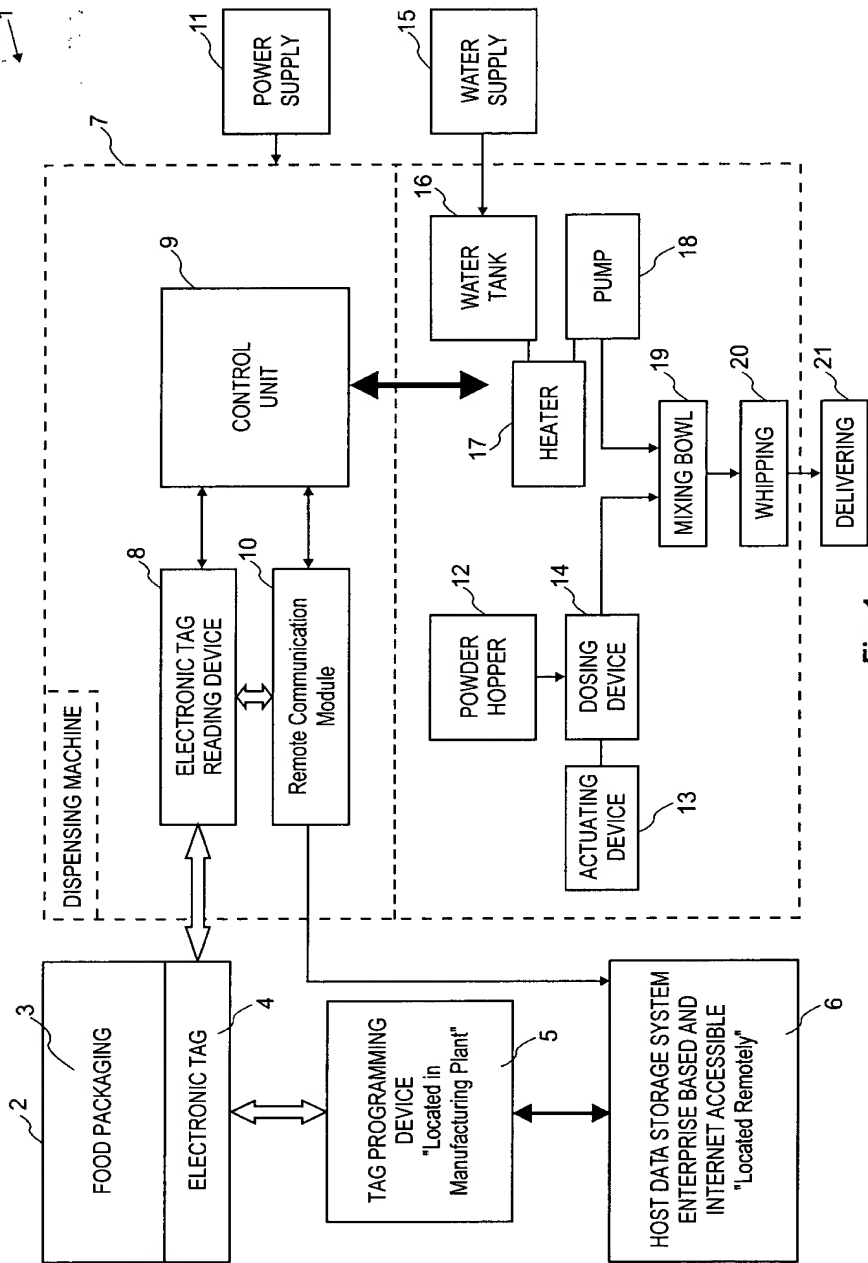 1
11
POWER
SUPPLY
15
WATER
SUPPLY
7
DISPENSING MACHINE
9
CONTROL
UNIT
8
ELECTRONIC TAG
READING DEVICE
10
Remote Communication
Module
16
WATER
TANK
17
HEATER
18
PUMP
12
POWDER
HOPPER
14
DOSING
DEVICE
13
ACTUATING
DEVICE
19
MIXING BOWL
20
WHIPPING
21
DELIVERING
2
3
FOOD PACKAGING
4
ELECTRONIC TAG
5
TAG PROGRAMMING
DEVICE
"Located in
Manufacturing Plant"
6
HOST DATA STORAGE SYSTEM
ENTERPRISE BASED AND
INTERNET ACCESSIBLE
"Located Remotely"